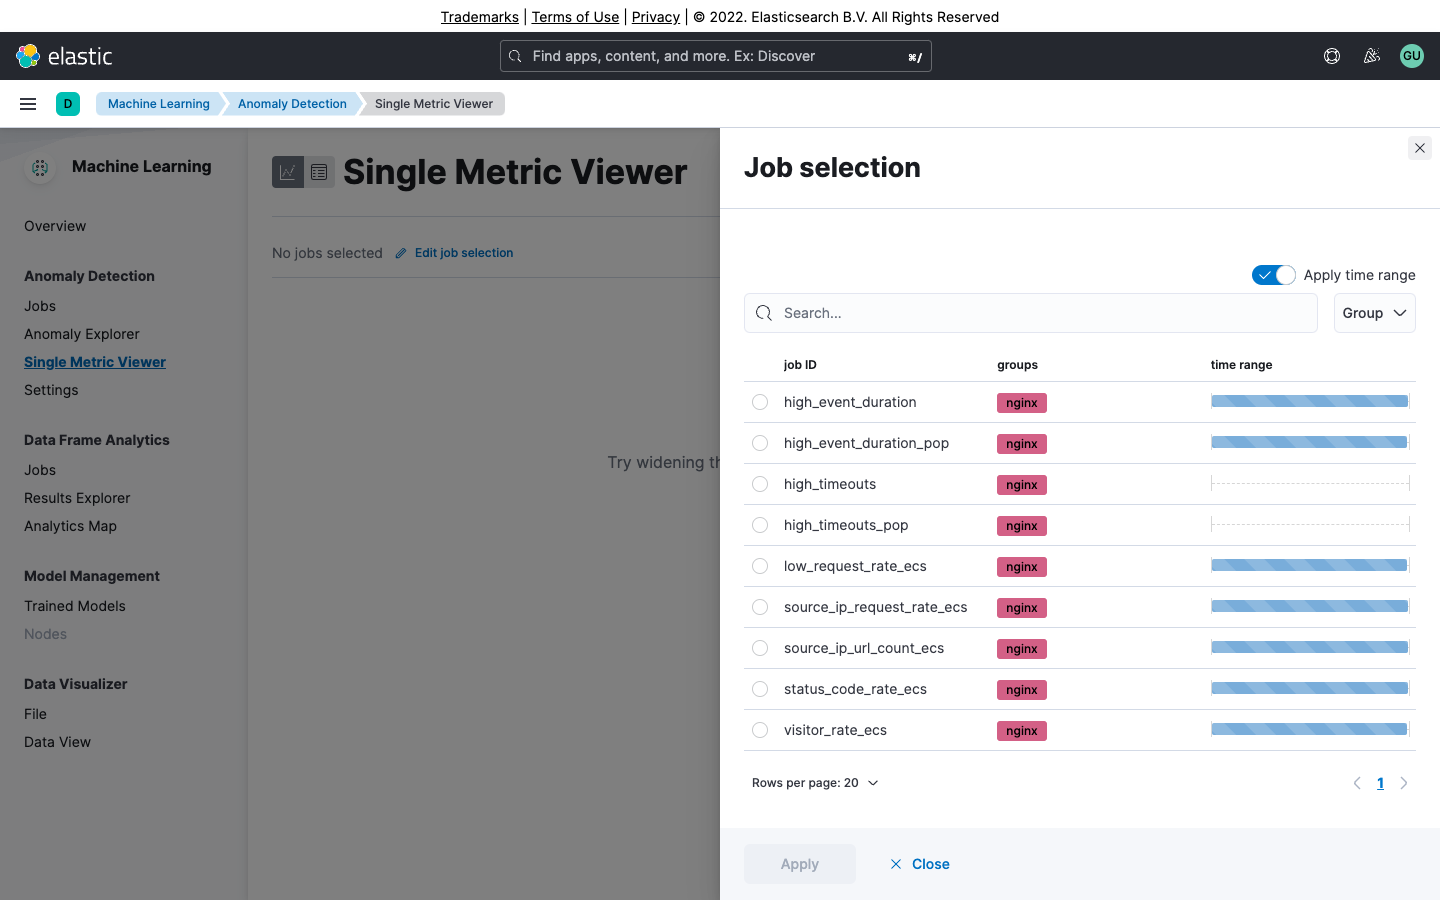 Trademarks | Terms of Use | Privacy | © 2022. Elasticsearch B.V. All Rights Reserved
elastic
Find apps, content, and more. Ex: Discover
⌘/
GU
D
Machine Learning
Anomaly Detection
Single Metric Viewer
Machine Learning
Overview
Anomaly Detection
Jobs
Anomaly Explorer
Single Metric Viewer
Settings
Data Frame Analytics
Jobs
Results Explorer
Analytics Map
Model Management
Trained Models
Nodes
Data Visualizer
File
Data View
Single Metric Viewer
No jobs selected
Edit job selection
Try widening th
Job selection
Apply time range
Search...
Group
job ID groups time range
high_event_duration nginx
high_event_duration_pop nginx
high_timeouts nginx
high_timeouts_pop nginx
low_request_rate_ecs nginx
source_ip_request_rate_ecs nginx
source_ip_url_count_ecs nginx
status_code_rate_ecs nginx
visitor_rate_ecs nginx
Rows per page: 20
1
Apply
Close